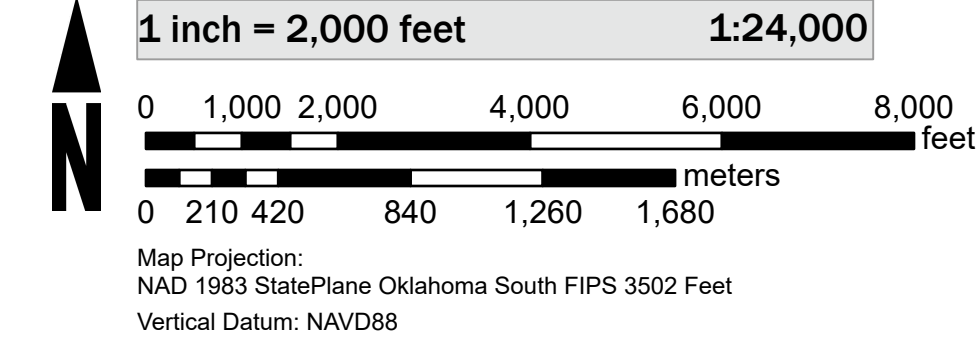 1 inch = 2,000 feet 1:24,000
0 1,000 2,000 4,000 6,000 8,000
feet
N
meters
0 210 420 840 1,260 1,680
Map Projection:
NAD 1983 StatePlane Oklahoma South FIPS 3502 Feet
Vertical Datum: NAVD88